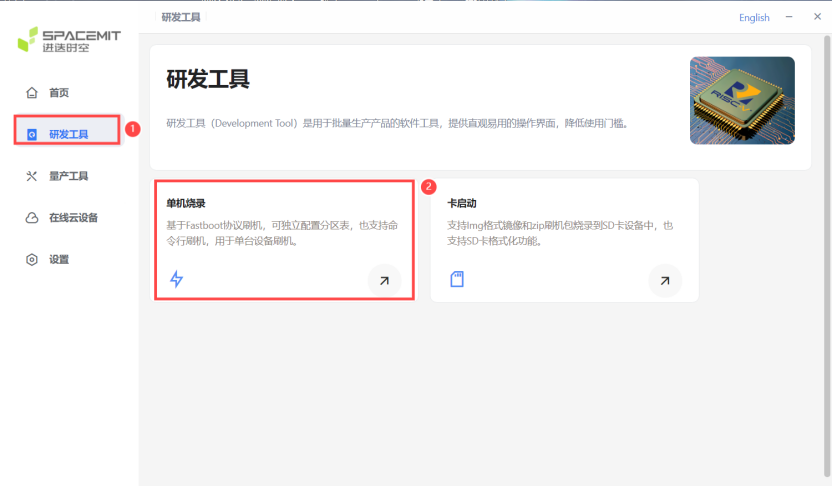 研发工具
English
SPACEMIT
进迭时空
首页
研发工具
1
量产工具
在线云设备
设置
研发工具
研发工具（Development Tool）是用于批量生产产品的软件工具，提供直观易用的操作界面，降低使用门槛。
RISC
2
单机烧录
基于Fastboot协议刷机，可独立配置分区表，也支持命
令行刷机，用于单台设备刷机。
卡启动
支持Img格式镜像和zip刷机包烧录到SD卡设备中，也
支持SD卡格式化功能。